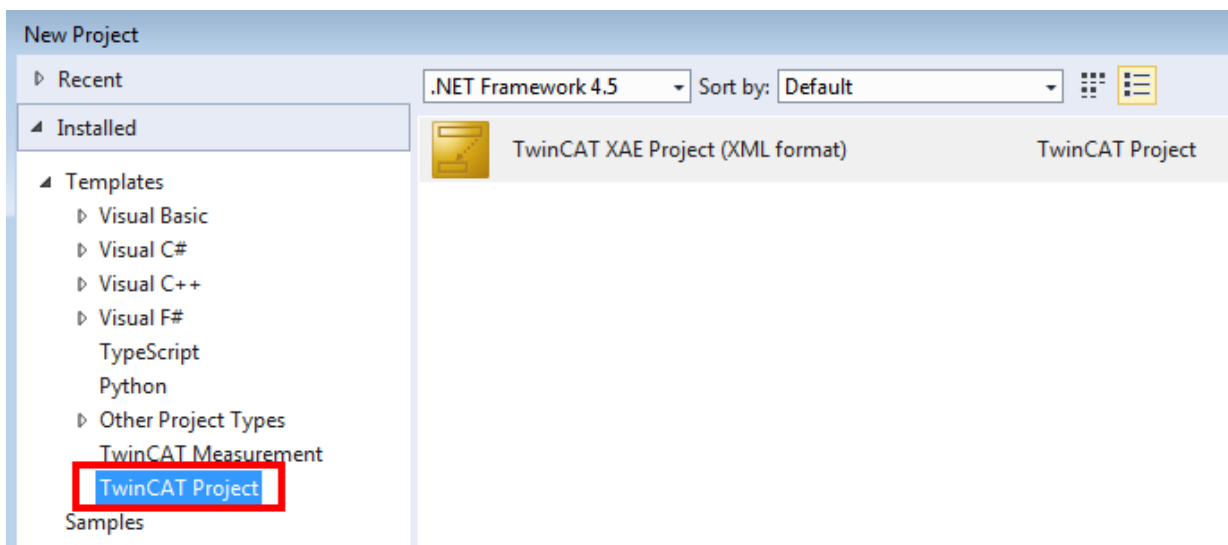 New Project
Recent
Installed
Templates
Visual Basic
Visual C#
Visual C++
Visual F#
TypeScript
Python
Other Project Types
TwinCAT Measurement
TwinCAT Project
Samples
.NET Framework 4.5 Sort by: Default
TwinCAT XAE Project (XML format) TwinCAT Project